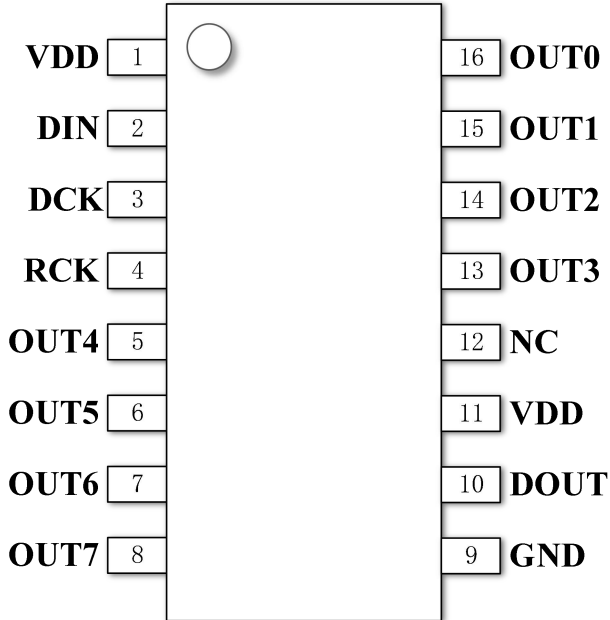 VDD 1 16 OUT0
DIN 2 15 OUT1
DCK 3 14 OUT2
RCK 4 13 OUT3
OUT4 5 12 NC
OUT5 6 11 VDD
OUT6 7 10 DOUT
OUT7 8 9 GND